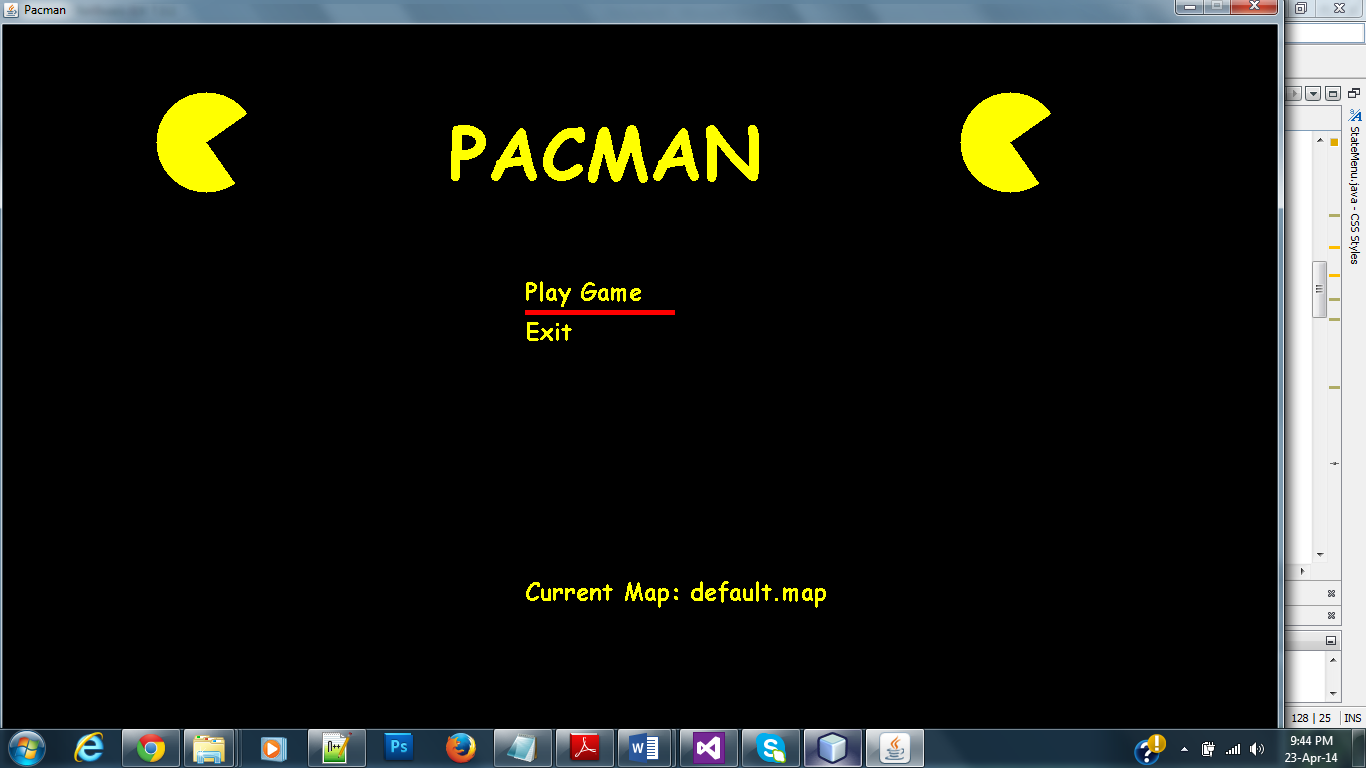 Pacman
PACMAN
Play Game
Exit
Current Map: default.map
StateMenu.java - CSS Styles
128 | 25 INS
Ps
9:44 PM
23-Apr-14